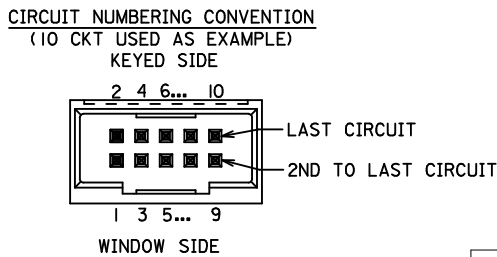 CIRCUIT NUMBERING CONVENTION
(10 CKT USED AS EXAMPLE)
KEYED SIDE
2 4 6... 10
LAST CIRCUIT
2ND TO LAST CIRCUIT
1 3 5... 9
WINDOW SIDE